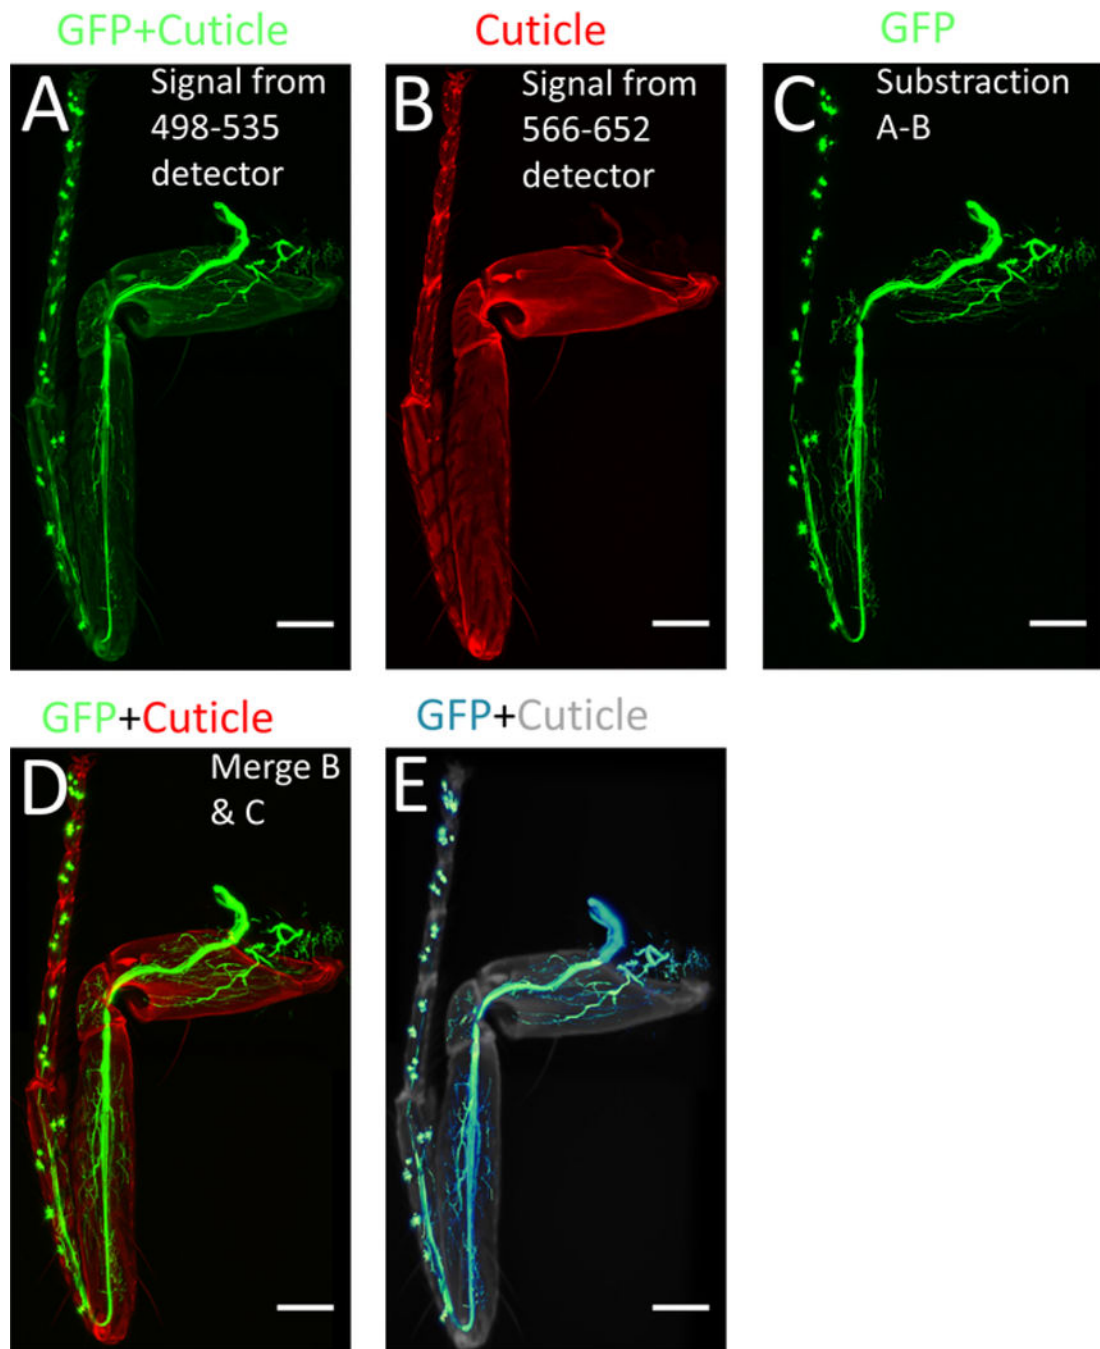 GFP+Cuticle
Cuticle
GFP
A
Signal from
498-535
detector
B
Signal from
566-652
detector
C
Substraction
A-B
GFP+Cuticle
GFP+Cuticle
D
Merge B
& C
E